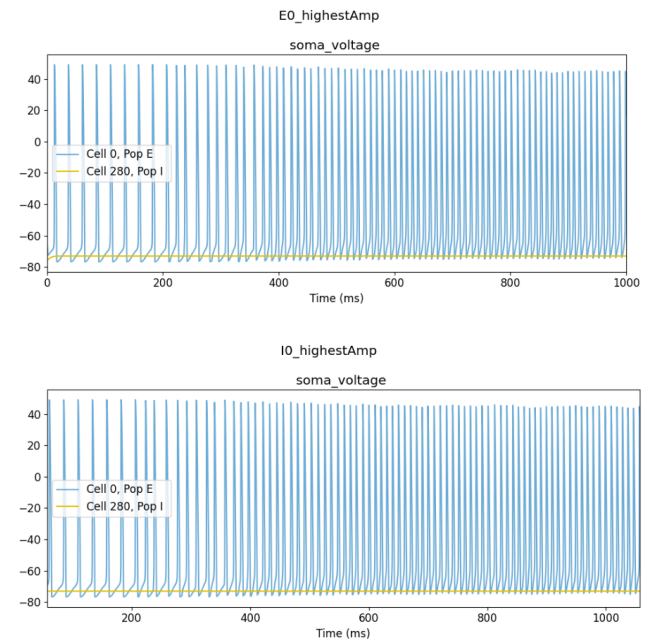 E0_highestAmp
soma_voltage
40
20
0
−20
−40
−60
−80
Cell 0, Pop E
Cell 280, Pop I
0 200 400 600 800 1000
Time (ms)
I0_highestAmp
soma_voltage
40
20
0
−20
−40
−60
−80
Cell 0, Pop E
Cell 280, Pop I
200 400 600 800 1000
Time (ms)